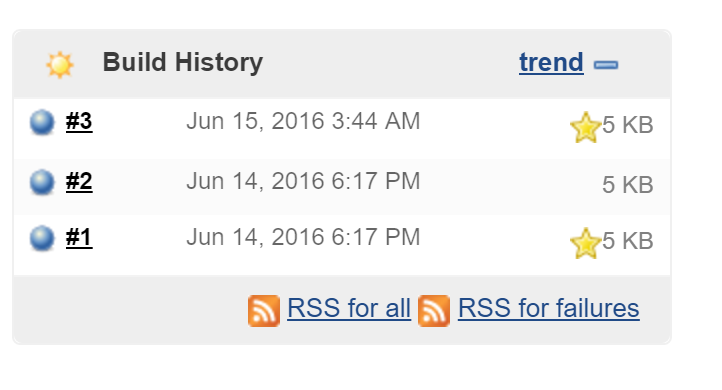 Build History trend
#3 Jun 15, 2016 3:44 AM 5 KB
#2 Jun 14, 2016 6:17 PM 5 KB
#1 Jun 14, 2016 6:17 PM 5 KB
RSS for all RSS for failures